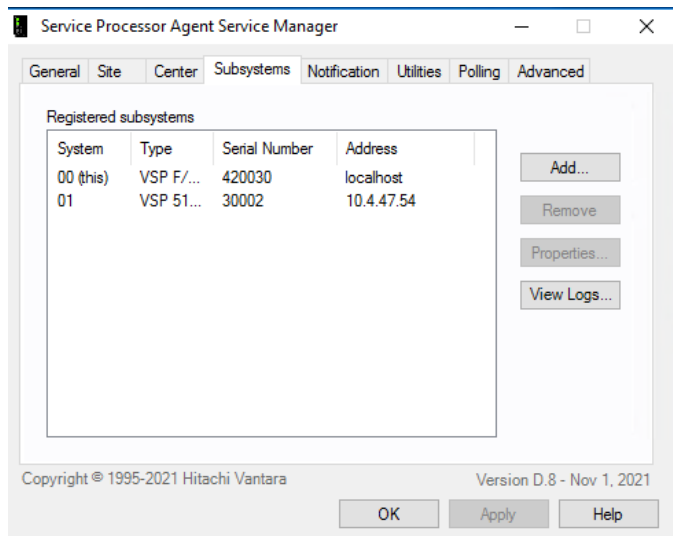 Service Processor Agent Service Manager
General Site Center Subsystems Notification Utilities Polling Advanced
Registered subsystems
System Type Serial Number Address
00 (this) VSP F/... 420030 localhost
01 VSP 51... 30002 10.4.47.54
Add...
Remove
Properties...
View Logs...
Copyright © 1995-2021 Hitachi Vantara Version D.8 - Nov 1, 2021
OK Apply Help